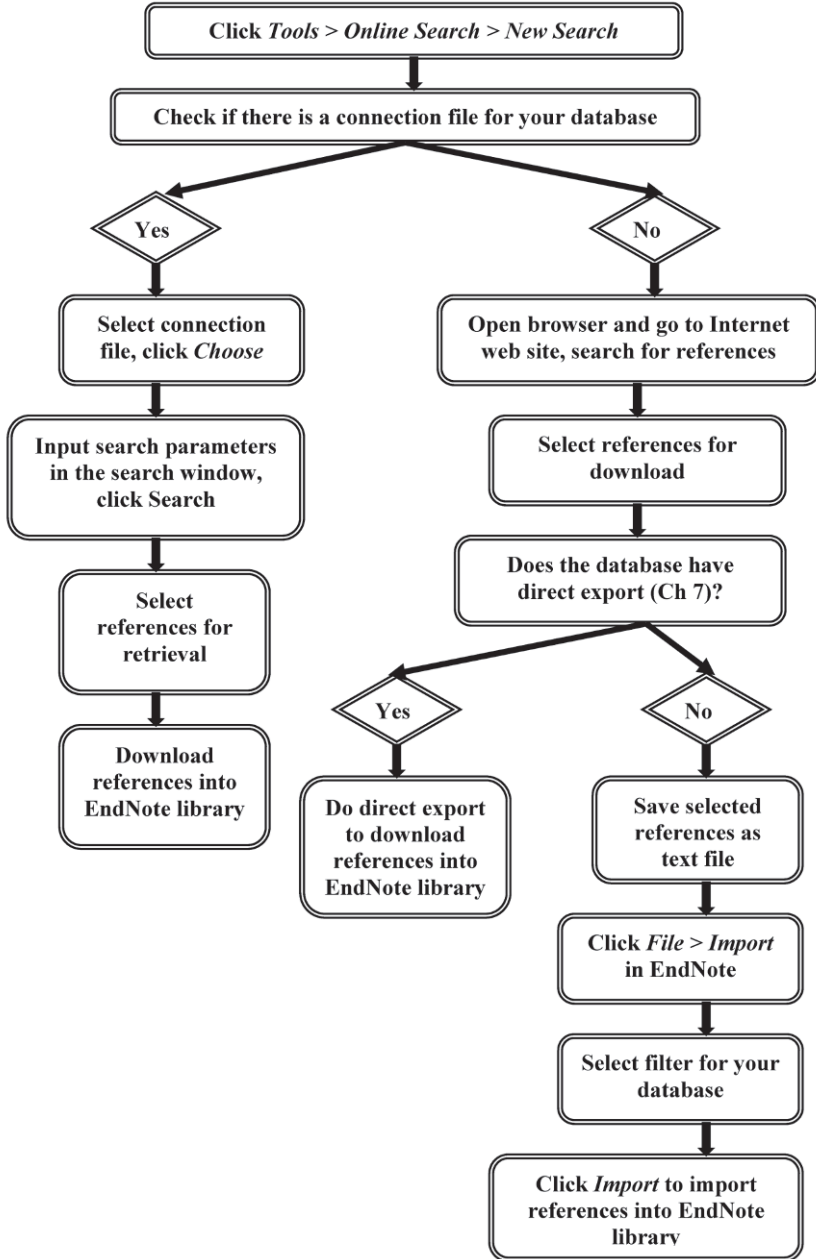 Click Tools > Online Search > New Search
Check if there is a connection file for your database
Yes
No
Select connection
file, click Choose
Input search parameters
in the search window,
click Search
Select
references for
retrieval
Download
references into
EndNote library
Open browser and go to Internet
web site, search for references
Select references for
download
Does the database have
direct export (Ch 7)?
Yes
No
Do direct export
to download
references into
EndNote library
Save selected
references as
text file
Click File > Import
in EndNote
Select filter for your
database
Click Import to import
references into EndNote
library